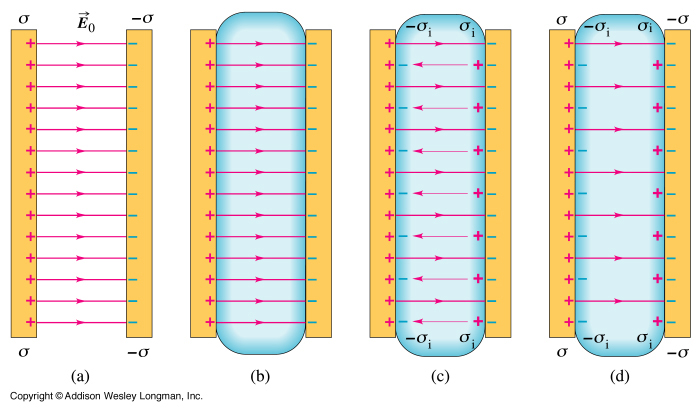 σ E⃗₀ −σ
−σᵢ σᵢ
σ −σᵢ σᵢ −σ
σ −σ
−σᵢ σᵢ
σ −σᵢ σᵢ −σ
(a) (b) (c) (d)
Copyright © Addison Wesley Longman, Inc.